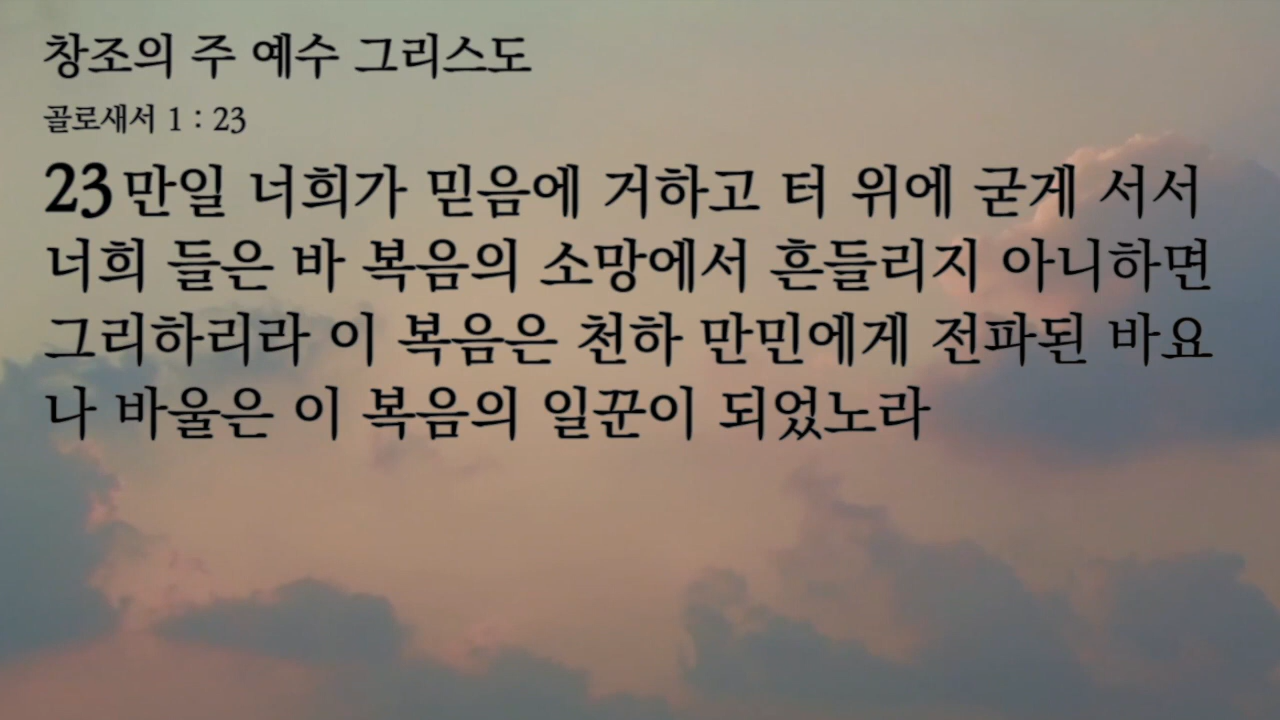 창조의 주 예수 그리스도
골로새서 1 : 23
23 만일 너희가 믿음에 거하고 터 위에 굳게 서서
너희 들은 바 복음의 소망에서 흔들리지 아니하면
그리하리라 이 복음은 천하 만민에게 전파된 바요
나 바울은 이 복음의 일꾼이 되었노라